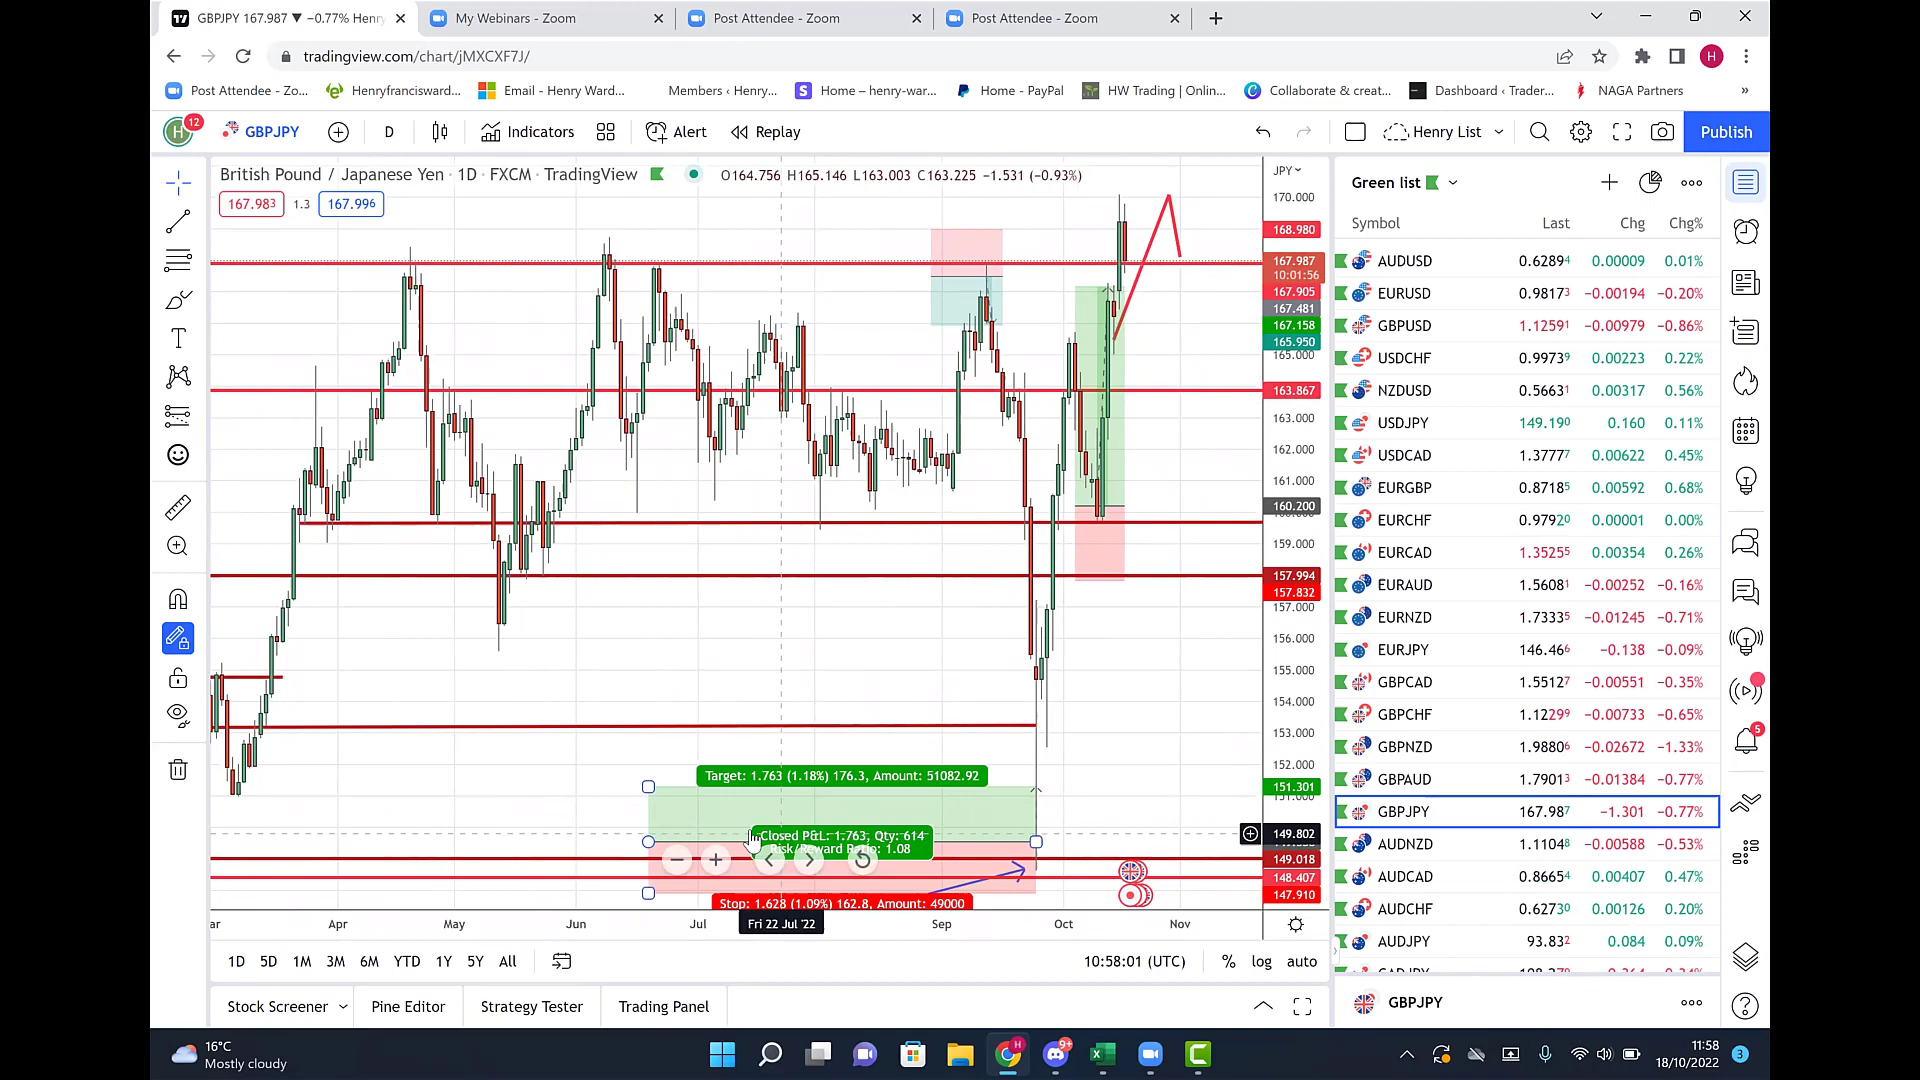 GBPJPY 167.987 ▼ −0.77% Henr
My Webinars - Zoom
Post Attendee - Zoom
Post Attendee - Zoom
tradingview.com/chart/jMXCXF7J/
H
Post Attendee - Zo...
Henryfrancisward...
Email - Henry Ward...
Members ‹ Henry...
Home – henry-war...
Home - PayPal
HW Trading | Onlin...
Collaborate & creat...
Dashboard ‹ Trader...
NAGA Partners
»
H
12
GBPJPY
D
Indicators
Alert
Replay
Henry List
Publish
British Pound / Japanese Yen · 1D · FXCM · TradingView
O164.756 H165.146 L163.003 C163.225 −1.531 (−0.93%)
167.983
1.3
167.996
JPY
170.000
168.980
167.987
10:01:56
167.905
167.481
167.158
165.950
165.000
163.867
163.000
162.000
161.000
160.200
159.000
157.994
157.832
157.000
156.000
155.000
154.000
153.000
152.000
151.301
149.802
149.018
148.407
147.910
Target: 1.763 (1.18%) 176.3, Amount: 51082.92
Closed P&L: 1.763, Qty: 614
Risk/Reward Ratio: 1.08
Stop: 1.628 (1.09%) 162.8, Amount: 49000
ar
Apr
May
Jun
Jul
Fri 22 Jul '22
Sep
Oct
Nov
1D
5D
1M
3M
6M
YTD
1Y
5Y
All
10:58:01 (UTC)
%
log
auto
Stock Screener
Pine Editor
Strategy Tester
Trading Panel
Green list
Symbol Last Chg Chg%
AUDUSD 0.62894 0.00009 0.01%
EURUSD 0.98173 −0.00194 −0.20%
GBPUSD 1.12591 −0.00979 −0.86%
USDCHF 0.99739 0.00223 0.22%
NZDUSD 0.56631 0.00317 0.56%
USDJPY 149.190 0.160 0.11%
USDCAD 1.37777 0.00622 0.45%
EURGBP 0.87185 0.00592 0.68%
EURCHF 0.97920 0.00001 0.00%
EURCAD 1.35255 0.00354 0.26%
EURAUD 1.56081 −0.00252 −0.16%
EURNZD 1.73335 −0.01245 −0.71%
EURJPY 146.466 −0.138 −0.09%
GBPCAD 1.55127 −0.00551 −0.35%
GBPCHF 1.12299 −0.00733 −0.65%
GBPNZD 1.98806 −0.02672 −1.33%
GBPAUD 1.79013 −0.01384 −0.77%
GBPJPY 167.987 −1.301 −0.77%
AUDNZD 1.11048 −0.00588 −0.53%
AUDCAD 0.86654 0.00407 0.47%
AUDCHF 0.62730 0.00126 0.20%
AUDJPY 93.832 0.084 0.09%
GBPJPY
5
16°C
Mostly cloudy
H
9+
11:58
18/10/2022
3